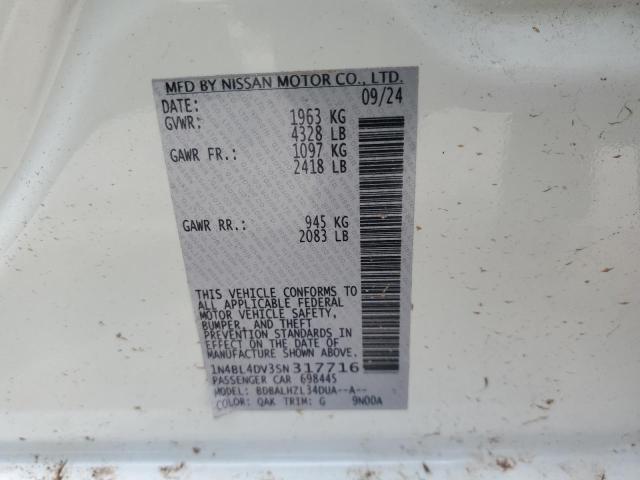 MFD BY NISSAN MOTOR CO., LTD.
DATE: 09/24
GVWR: 1963 KG
4328 LB
GAWR FR.: 1097 KG
2418 LB
GAWR RR.: 945 KG
2083 LB
THIS VEHICLE CONFORMS TO
ALL APPLICABLE FEDERAL
MOTOR VEHICLE SAFETY,
BUMPER, AND THEFT
PREVENTION STANDARDS IN
EFFECT ON THE DATE OF
MANUFACTURE SHOWN ABOVE.
1N4BL4DV3SN317716
PASSENGER CAR 698445
MODEL: BDBALHZL34DUA--A--
COLOR: QAK TRIM: G 9N00A